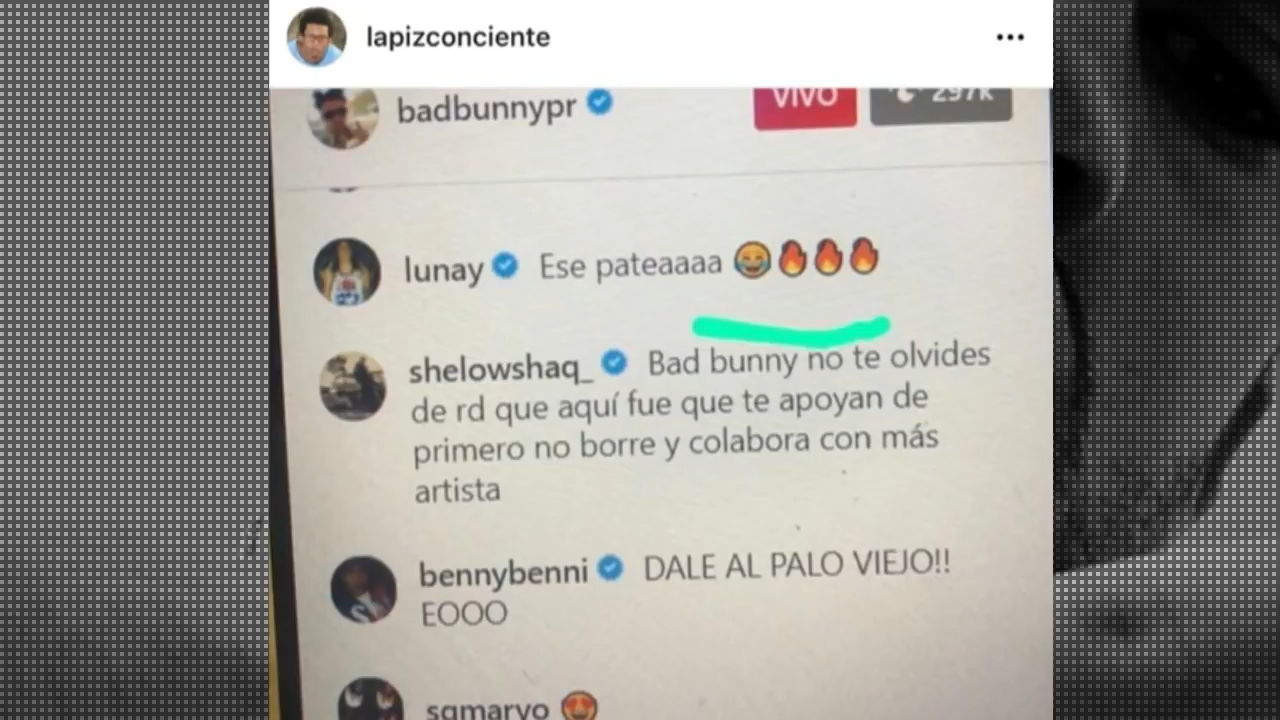 lapizconciente
badbunnypr
VIVO
297K
lunay Ese pateaaaa 😂🔥🔥🔥
shelowshaq_ Bad bunny no te olvides
de rd que aquí fue que te apoyan de
primero no borre y colabora con más
artista
bennybenni DALE AL PALO VIEJO!!
EOOO
sgmaryo 😍